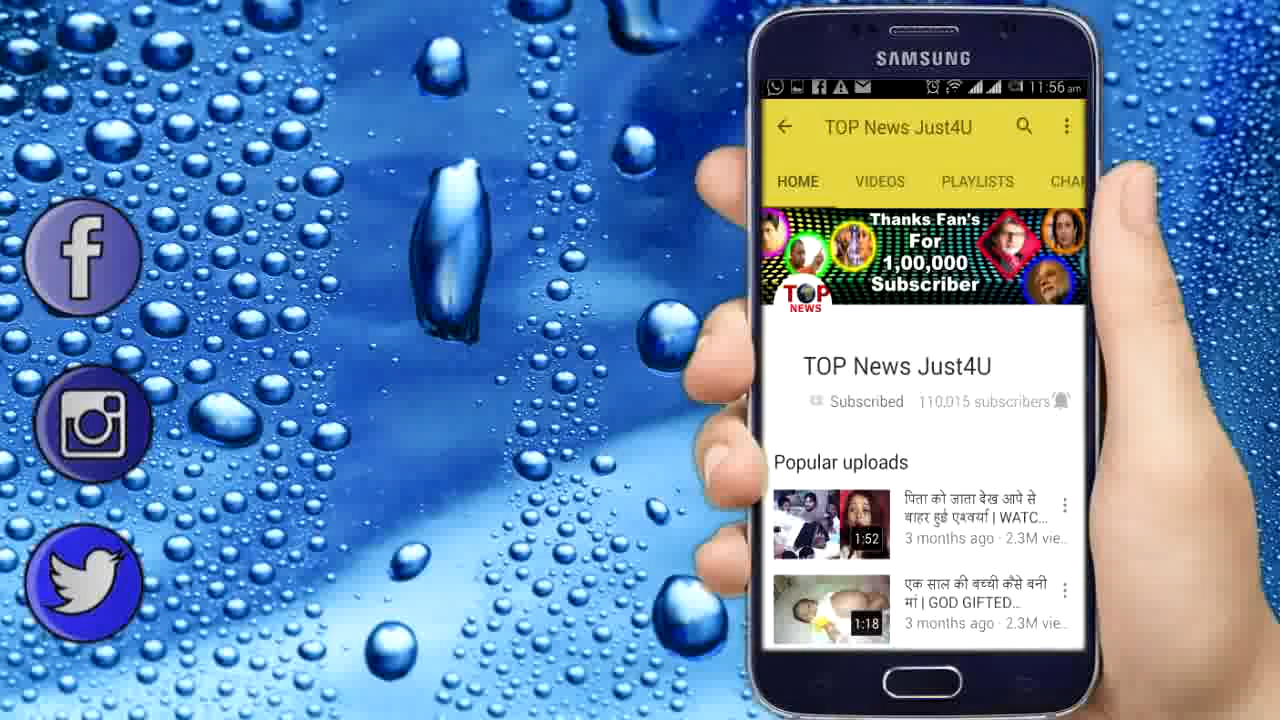 SAMSUNG
11:56 am
TOP News Just4U
HOME VIDEOS PLAYLISTS CHA
Thanks Fan's
For
1,00,000
Subscriber
TOP
NEWS
TOP News Just4U
Subscribed 110,015 subscribers
Popular uploads
पिता को जाता देख आपे से
बाहर हुई एश्वर्या | WATC...
3 months ago · 2.3M vie..
1:52
एक साल की बच्ची कैसे बनी
मां | GOD GIFTED...
3 months ago · 2.3M vie..
1:18